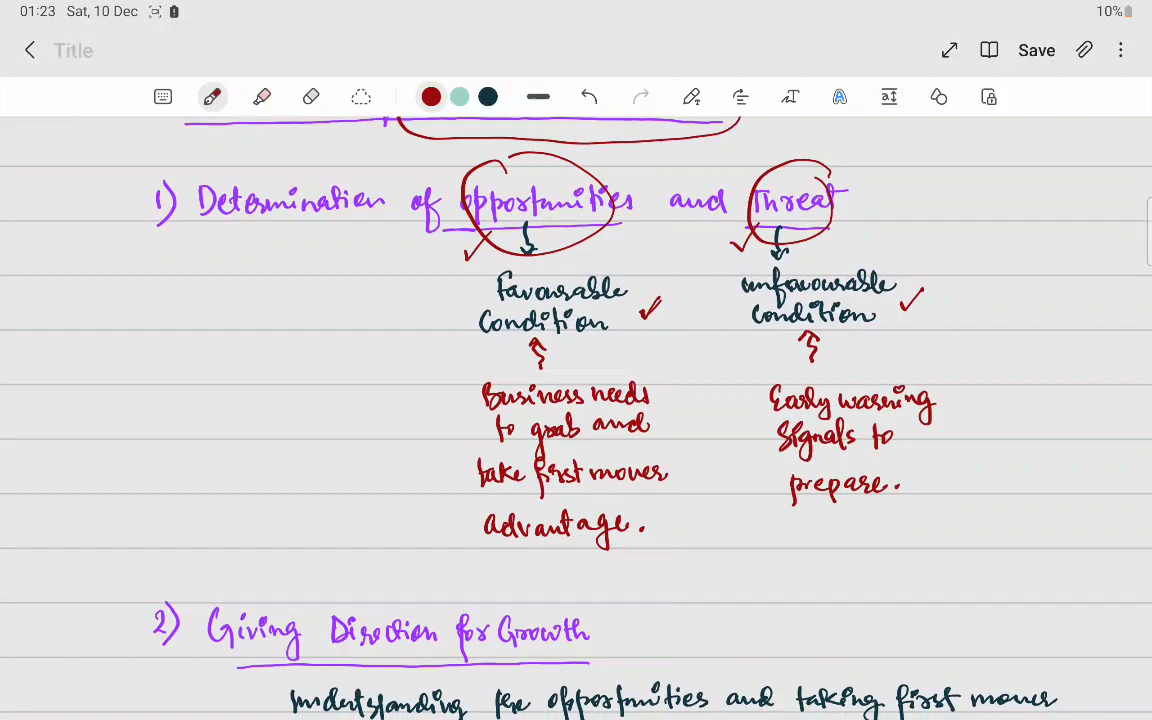 01:23 Sat, 10 Dec 10%
Title Save
1) Determination of opportunities and Threat
Favourable Condition
unfavourable Condition
Business needs
to grab and
take first mover
advantage.
Early warning
Signals to
prepare.
2) Giving Direction for Growth
understanding the opportunities and taking first mover